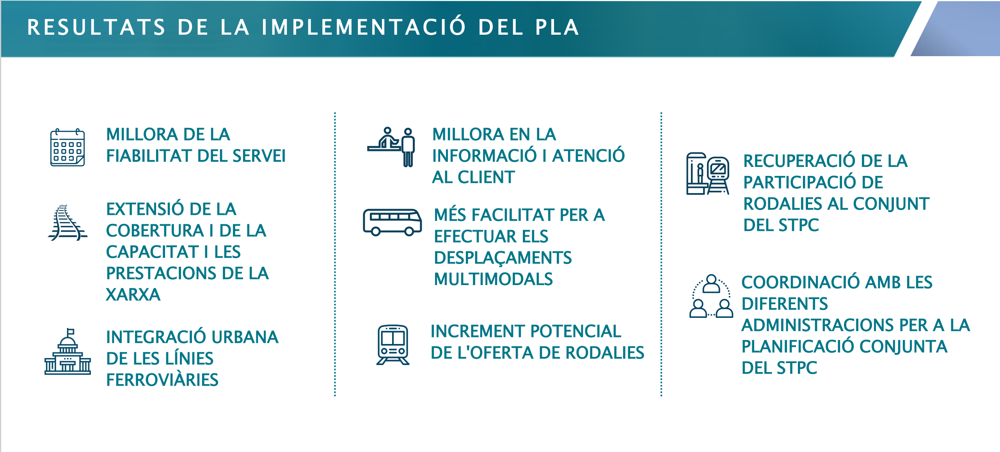 RESULTATS DE LA IMPLEMENTACIÓ DEL PLA
MILLORA DE LA
FIABILITAT DEL SERVEI
EXTENSIÓ DE LA
COBERTURA I DE LA
CAPACITAT I LES
PRESTACIONS DE LA
XARXA
INTEGRACIÓ URBANA
DE LES LÍNIES
FERROVIÀRIES
MILLORA EN LA
INFORMACIÓ I ATENCIÓ
AL CLIENT
MÉS FACILITAT PER A
EFECTUAR ELS
DESPLAÇAMENTS
MULTIMODALS
INCREMENT POTENCIAL
DE L'OFERTA DE RODALIES
RECUPERACIÓ DE LA
PARTICIPACIÓ DE
RODALIES AL CONJUNT
DEL STPC
COORDINACIÓ AMB LES
DIFERENTS
ADMINISTRACIONS PER A LA
PLANIFICACIÓ CONJUNTA
DEL STPC